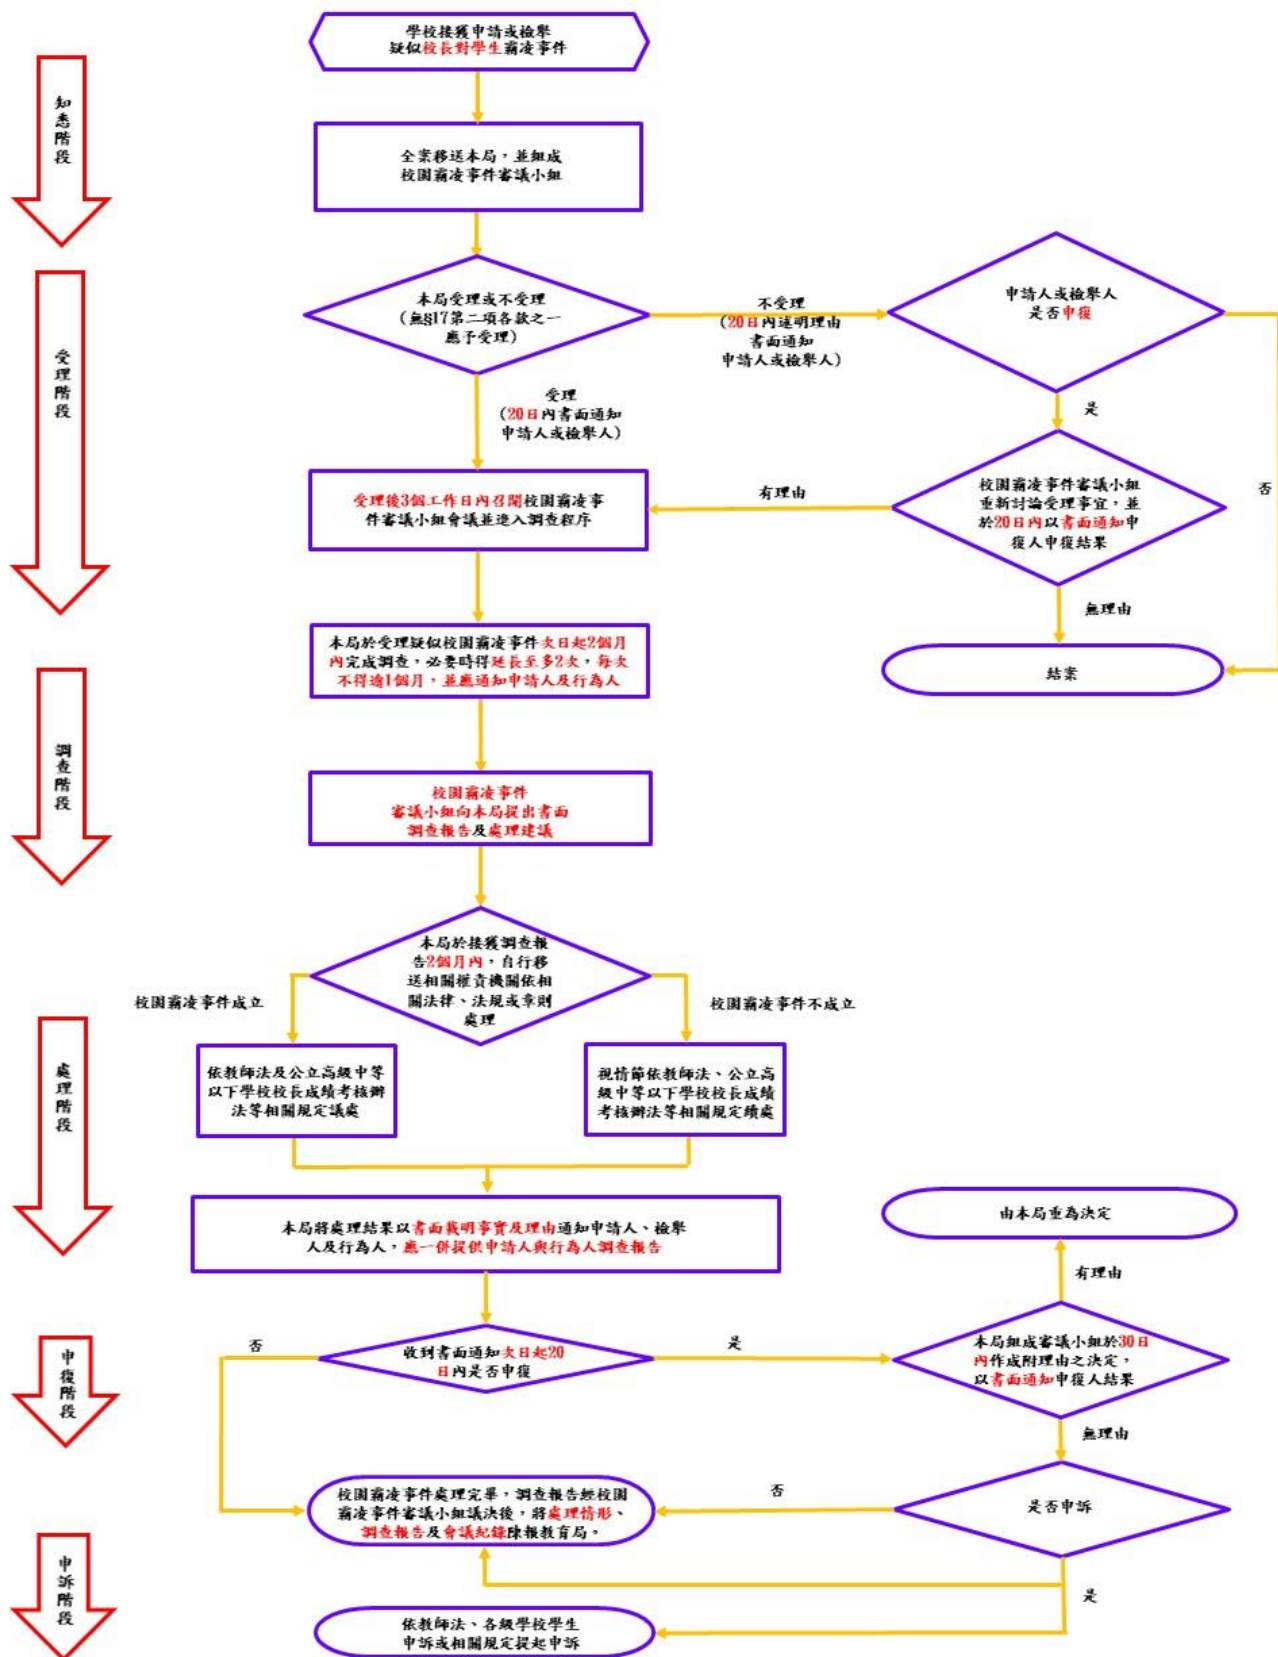 學校接獲申請或檢舉
疑似校長對學生霸凌事件
知悉階段
全案移送本局，並組成
校園霸凌事件審議小組
受理階段
本局受理或不受理
（無§17第二項各款之一
應予受理）
不受理
（20日內述明理由
書面通知
申請人或檢舉人）
申請人或檢舉人
是否申復
是
否
受理
（20日內書面通知
申請人或檢舉人）
受理後3個工作日內召開校園霸凌事
件審議小組會議並進入調查程序
有理由
校園霸凌事件審議小組
重新討論受理事宜，並
於20日內以書面通知申
復人申復結果
無理由
結案
調查階段
本局於受理疑似校園霸凌事件次日起2個月
內完成調查，必要時得延長至多2次，每次
不得逾1個月，並應通知申請人及行為人
校園霸凌事件
審議小組向本局提出書面
調查報告及處理建議
處理階段
本局於接獲調查報
告2個月內，自行移
送相關權責機關依相
關法律、法規或章則
處理
校園霸凌事件成立
校園霸凌事件不成立
依教師法及公立高級中等
以下學校校長成績考核辦
法等相關規定議處
視情節依教師法、公立高
級中等以下學校校長成績
考核辦法等相關規定續處
本局將處理結果以書面載明事實及理由通知申請人、檢舉
人及行為人，應一併提供申請人與行為人調查報告
由本局重為決定
有理由
申復階段
否
收到書面通知次日起20
日內是否申復
是
本局組成審議小組於30日
內作成附理由之決定，
以書面通知申復人結果
無理由
校園霸凌事件處理完畢，調查報告經校園
霸凌事件審議小組議決後，將處理情形、
調查報告及會議紀錄陳報教育局。
否
是否申訴
是
申訴階段
依教師法、各級學校學生
申訴或相關規定提起申訴